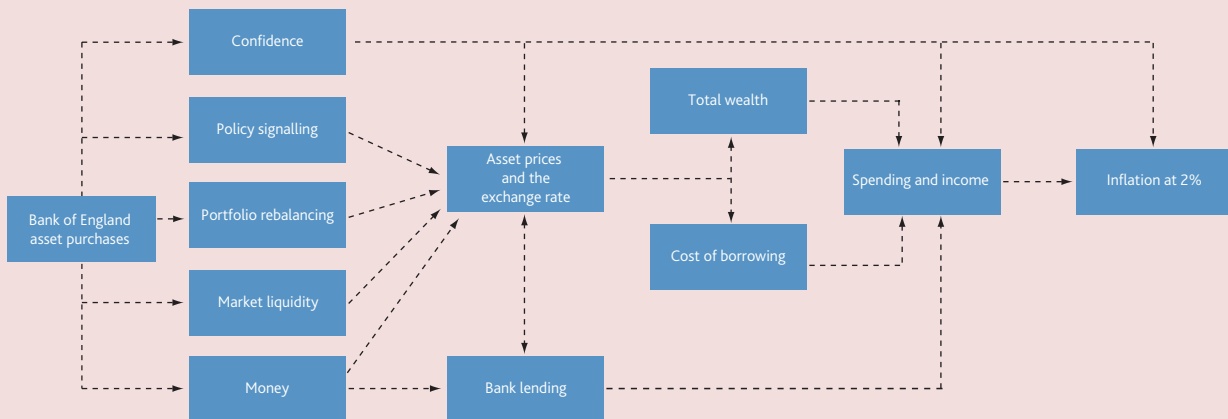 Confidence
Policy signalling
Portfolio rebalancing
Market liquidity
Money
Bank of England
asset purchases
Asset prices
and the
exchange rate
Bank lending
Total wealth
Cost of borrowing
Spending and income
Inflation at 2%